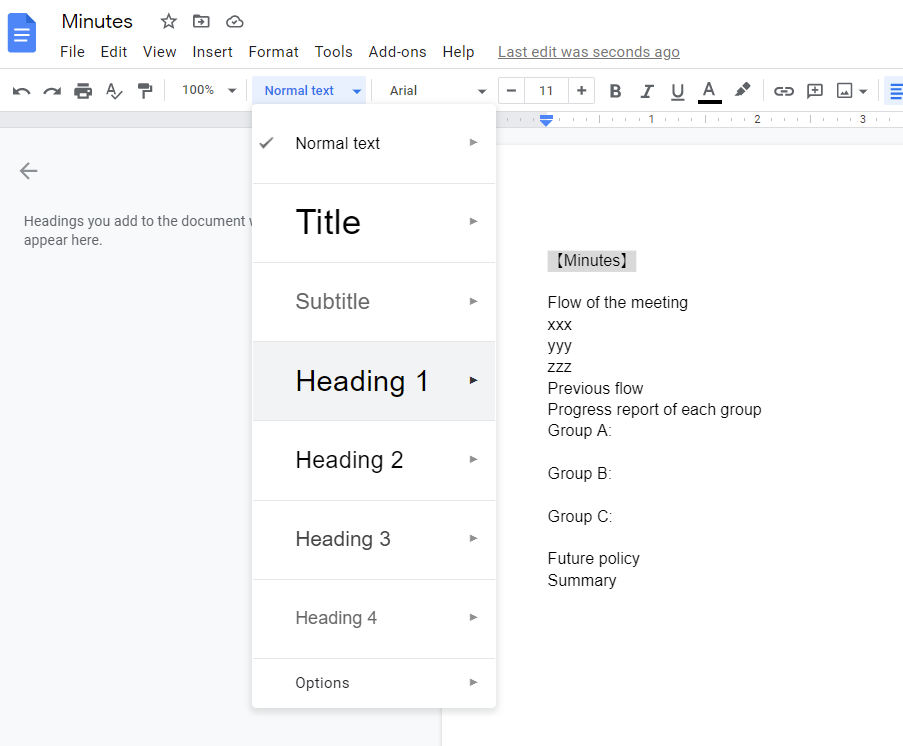 Minutes
File Edit View Insert Format Tools Add-ons Help Last edit was seconds ago
100% Normal text Arial 11 B I U A
1 2 3
Normal text
Title
Subtitle
Heading 1
Heading 2
Heading 3
Heading 4
Options
Headings you add to the document
appear here.
【Minutes】
Flow of the meeting
xxx
yyy
zzz
Previous flow
Progress report of each group
Group A:
Group B:
Group C:
Future policy
Summary